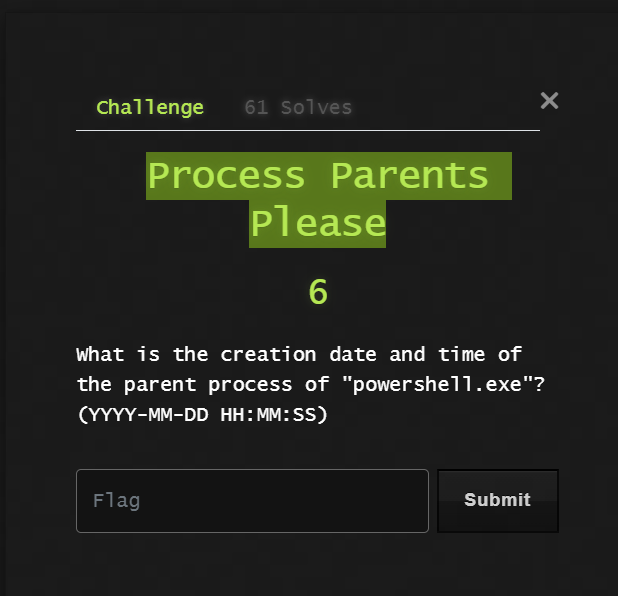 Challenge 61 Solves ×
Process Parents
Please
6
What is the creation date and time of
the parent process of "powershell.exe"?
(YYYY-MM-DD HH:MM:SS)
Flag Submit